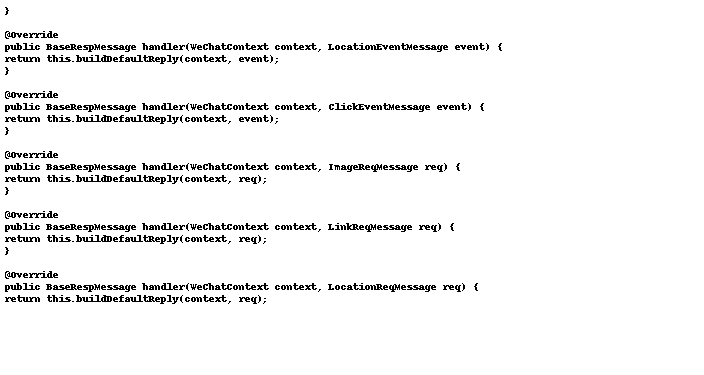 }
@Override
public BaseRespMessage handler(WeChatContext context, LocationEventMessage event) {
return this.buildDefaultReply(context, event);
}
@Override
public BaseRespMessage handler(WeChatContext context, ClickEventMessage event) {
return this.buildDefaultReply(context, event);
}
@Override
public BaseRespMessage handler(WeChatContext context, ImageReqMessage req) {
return this.buildDefaultReply(context, req);
}
@Override
public BaseRespMessage handler(WeChatContext context, LinkReqMessage req) {
return this.buildDefaultReply(context, req);
}
@Override
public BaseRespMessage handler(WeChatContext context, LocationReqMessage req) {
return this.buildDefaultReply(context, req);